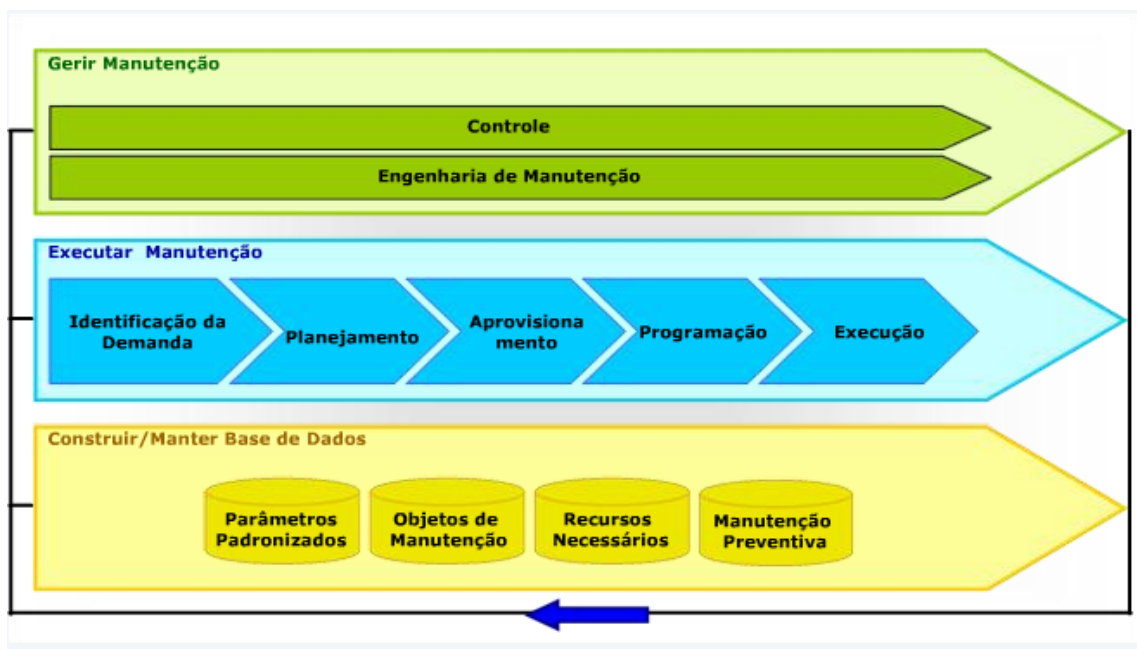 Gerir Manutenção
Controle
Engenharia de Manutenção
Executar Manutenção
Identificação da
Demanda
Planejamento
Aprovisiona
mento
Programação
Execução
Construir/Manter Base de Dados
Parâmetros
Padronizados
Objetos de
Manutenção
Recursos
Necessários
Manutenção
Preventiva